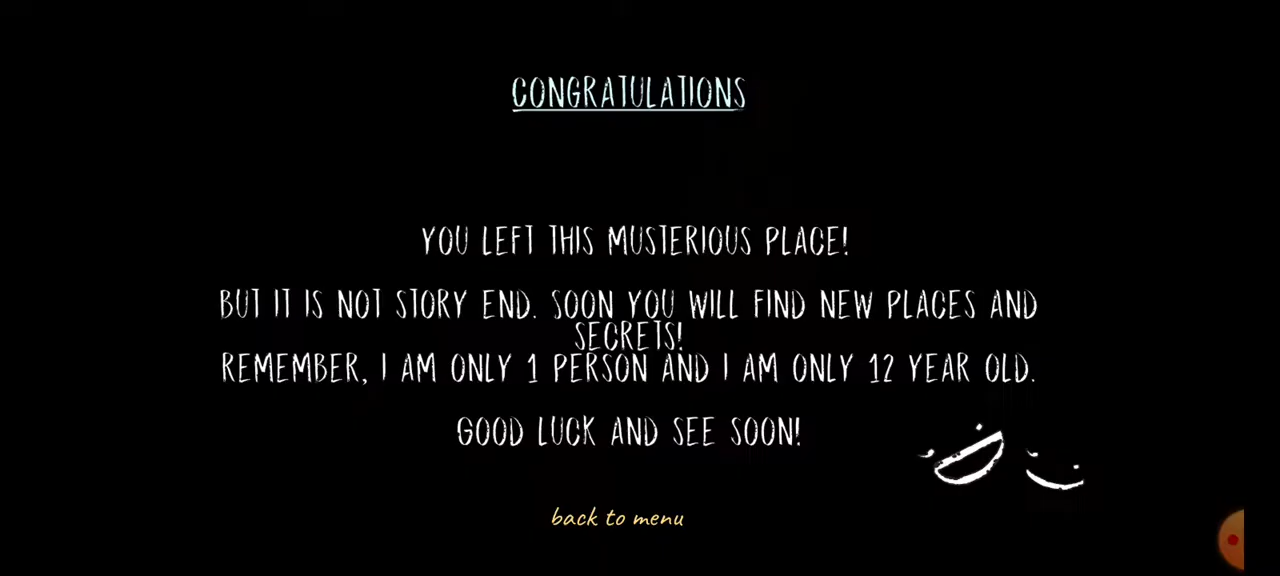 CONGRATULATIONS
YOU LEFT THIS MUSTERIOUS PLACE!
BUT IT IS NOT STORY END. SOON YOU WILL FIND NEW PLACES AND
SECRETS!
REMEMBER, I AM ONLY 1 PERSON AND I AM ONLY 12 YEAR OLD.
GOOD LUCK AND SEE SOON!
back to menu